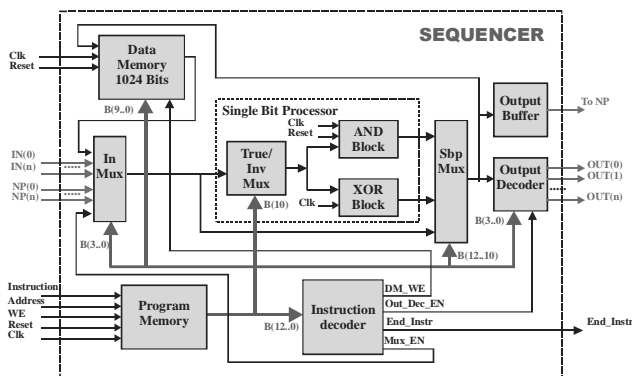 SEQUENCER
Clk
Reset
Data
Memory
1024 Bits
B(9..0)
Single Bit Processor
Clk
Reset
AND
Block
True/
Inv
Mux
XOR
Block
Clk
B(10)
Sbp
Mux
Output
Buffer
To NP
Output
Decoder
OUT(0)
OUT(1)
OUT(n)
B(3..0)
B(12..10)
IN(0)
IN(n)
NP(0)
NP(n)
In
Mux
B(3..0)
Instruction
Address
WE
Reset
Clk
Program
Memory
B(12..0)
Instruction
decoder
DM_WE
Out_Dec_EN
End_Instr
Mux_EN
End_Instr